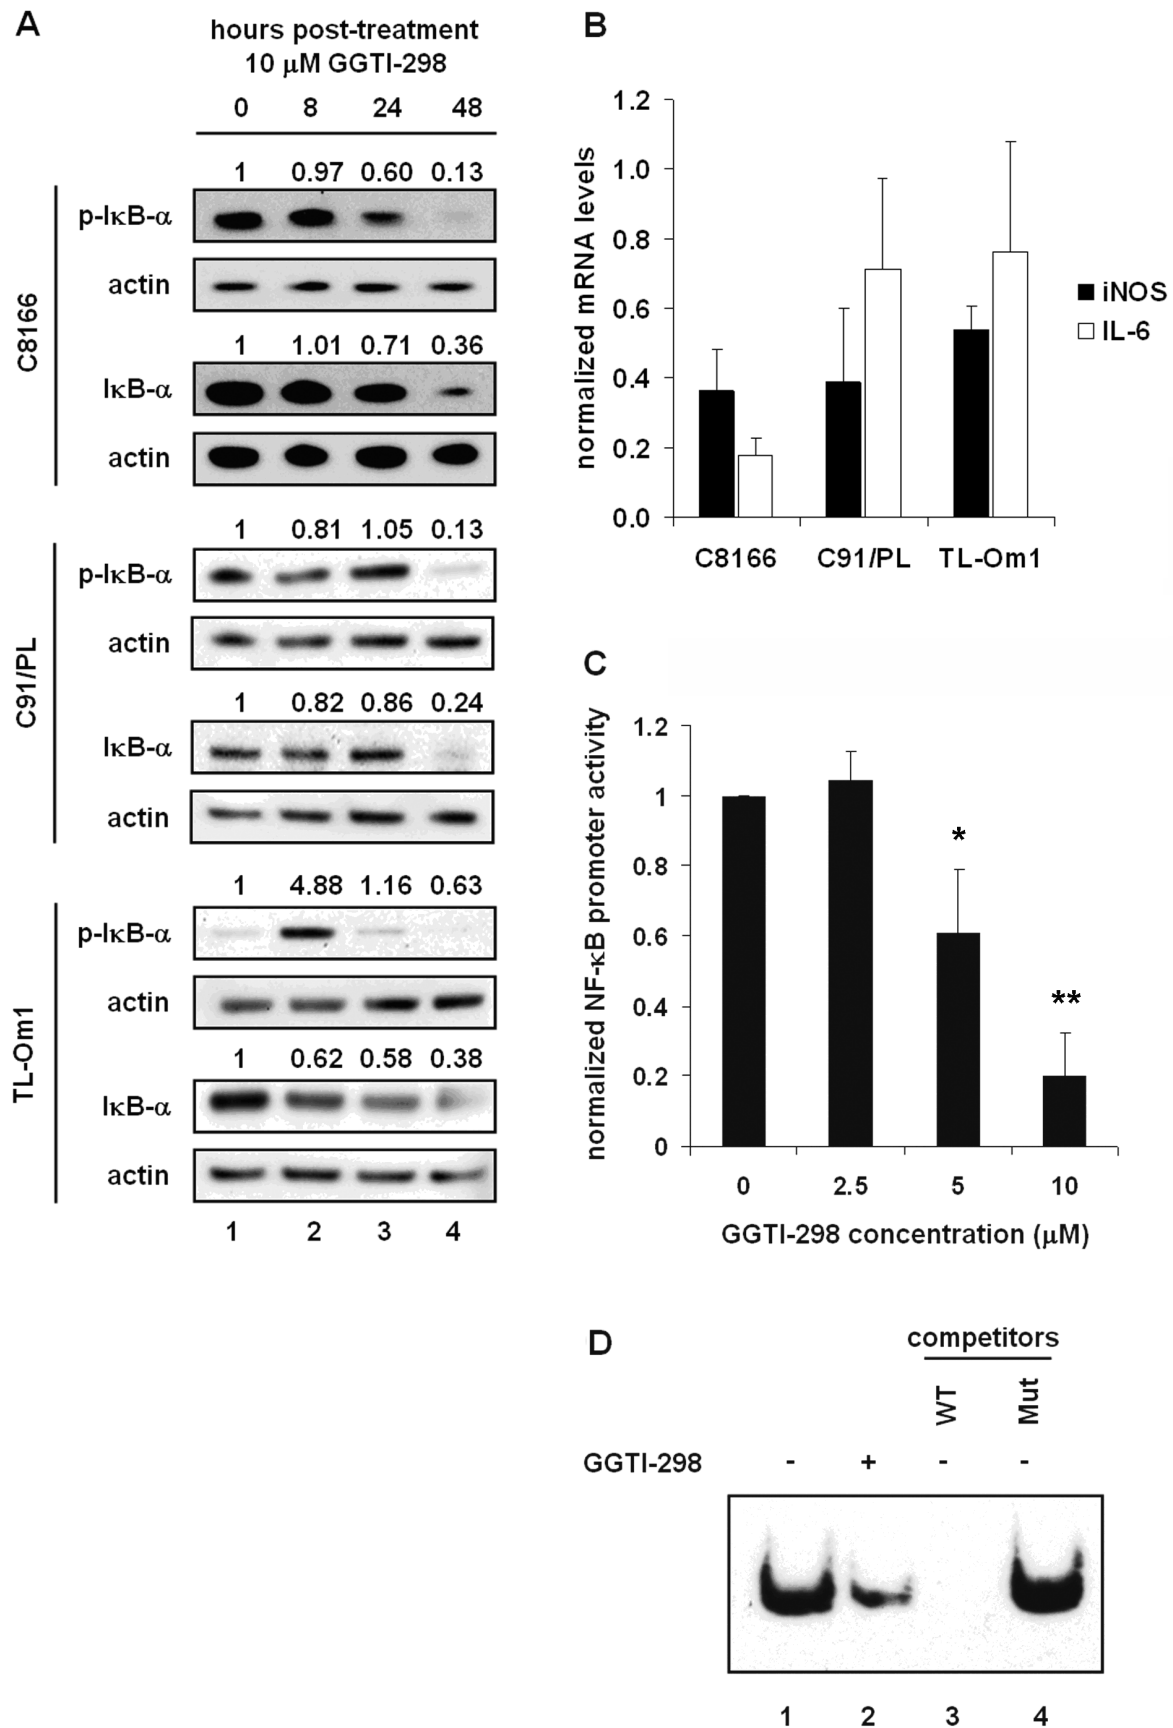 A
hours post-treatment
10 μM GGTI-298
0 8 24 48
C8166
1 0.97 0.60 0.13
p-IκB-α
actin
1 1.01 0.71 0.36
IκB-α
actin
C91/PL
1 0.81 1.05 0.13
p-IκB-α
actin
1 0.82 0.86 0.24
IκB-α
actin
TL-Om1
1 4.88 1.16 0.63
p-IκB-α
actin
1 0.62 0.58 0.38
IκB-α
actin
1 2 3 4
B
normalized mRNA levels
1.2
1.0
0.8
0.6
0.4
0.2
0.0
C8166 C91/PL TL-Om1
iNOS
IL-6
C
normalized NF-κB promoter activity
1.2
1
0.8
0.6
0.4
0.2
0
*
**
0 2.5 5 10
GGTI-298 concentration (μM)
D
competitors
WT Mut
GGTI-298 - + - -
1 2 3 4